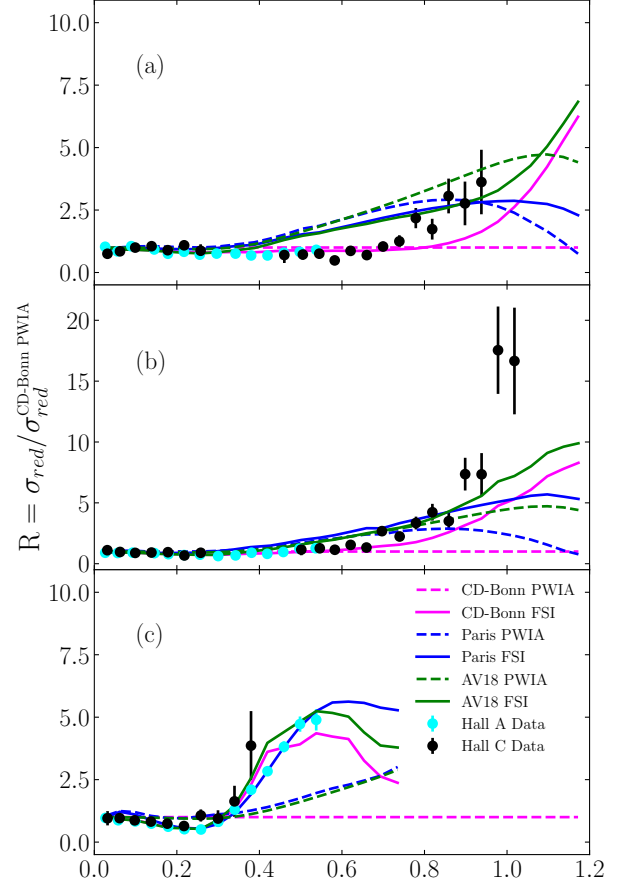 10.0
(a)
7.5
5.0
2.5
0.0
R = σred/σred^CD-Bonn PWIA
20
(b)
15
10
5
0
10.0
(c)
7.5
5.0
2.5
0.0
CD-Bonn PWIA
CD-Bonn FSI
Paris PWIA
Paris FSI
AV18 PWIA
AV18 FSI
Hall A Data
Hall C Data
0.0 0.2 0.4 0.6 0.8 1.0 1.2